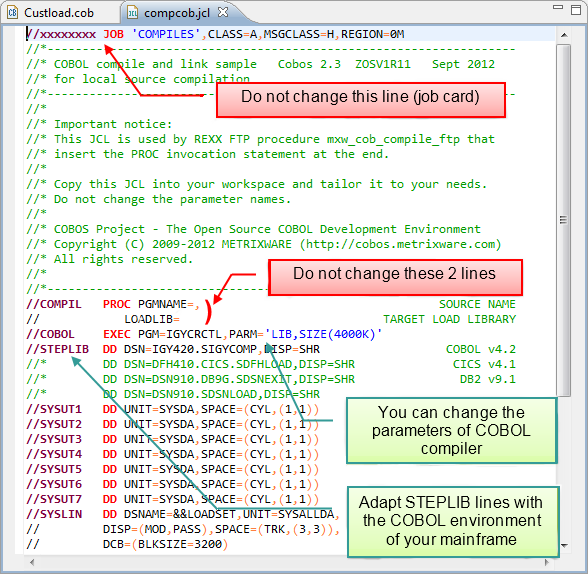 Custload.cob compcob.jcl
//xxxxxxxx JOB 'COMPILES',CLASS=A,MSGCLASS=H,REGION=0M
//*--------------------------------------------------------------
//* COBOL compile and link sample   Cobos 2.3  ZOSV1R11   Sept 2012
//* for local source compilation
//*--------------------------------------------------------------
Do not change this line (job card)
//*
//* Important notice:
//* This JCL is used by REXX FTP procedure mxw_cob_compile_ftp that
//* insert the PROC invocation statement at the end.
//*
//* Copy this JCL into your workspace and tailor it to your needs.
//* Do not change the parameter names.
//*
//* COBOS Project - The Open Source COBOL Development Environment
//* Copyright (C) 2009-2012 METRIXWARE (http://cobos.metrixware.com)
//* All rights reserved.
//*
Do not change these 2 lines
//*--------------------------------------------------------------
//COMPIL   PROC PGMNAME=,                                SOURCE NAME
//            LOADLIB=                           TARGET LOAD LIBRARY
//COBOL    EXEC PGM=IGYCRCTL,PARM='LIB,SIZE(4000K)'
//STEPLIB  DD DSN=IGY420.SIGYCOMP,DISP=SHR                COBOL v4.2
//*        DD DSN=DFH410.CICS.SDFHLOAD,DISP=SHR            CICS v4.1
//*        DD DSN=DSN910.DB9G.SDSNEXIT,DISP=SHR             DB2 v9.1
//*        DD DSN=DSN910.SDSNLOAD,DISP=SHR
//SYSUT1   DD UNIT=SYSDA,SPACE=(CYL,(1,1))
//SYSUT2   DD UNIT=SYSDA,SPACE=(CYL,(1,1))
//SYSUT3   DD UNIT=SYSDA,SPACE=(CYL,(1,1))
//SYSUT4   DD UNIT=SYSDA,SPACE=(CYL,(1,1))
//SYSUT5   DD UNIT=SYSDA,SPACE=(CYL,(1,1))
//SYSUT6   DD UNIT=SYSDA,SPACE=(CYL,(1,1))
//SYSUT7   DD UNIT=SYSDA,SPACE=(CYL,(1,1))
You can change the
parameters of COBOL
compiler
//SYSLIN   DD DSNAME=&&LOADSET,UNIT=SYSALLDA,
//         DISP=(MOD,PASS),SPACE=(TRK,(3,3)),
//         DCB=(BLKSIZE=3200)
Adapt STEPLIB lines with
the COBOL environment
of your mainframe